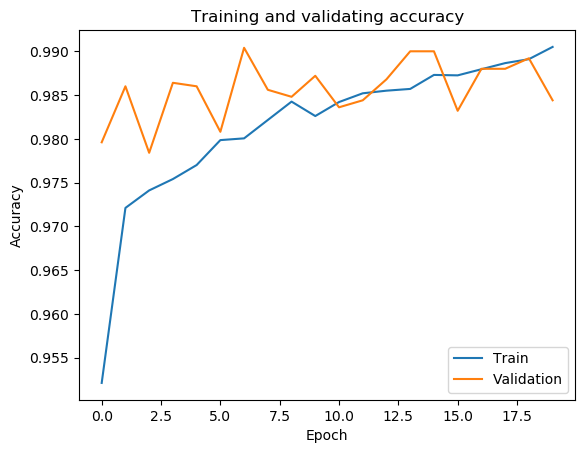 Training and validating accuracy
0.990
0.985
0.980
0.975
0.970
0.965
0.960
0.955
Accuracy
Train
Validation
0.0 2.5 5.0 7.5 10.0 12.5 15.0 17.5
Epoch